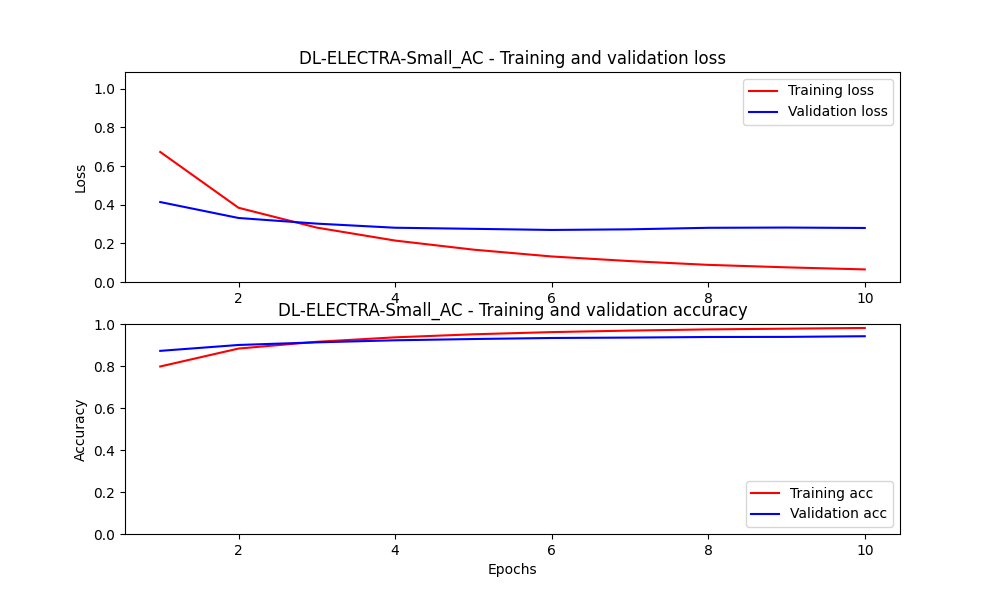 DL-ELECTRA-Small_AC - Training and validation loss
1.0
0.8
0.6
0.4
0.2
0.0
Loss
Training loss
Validation loss
2 4 6 8 10
DL-ELECTRA-Small_AC - Training and validation accuracy
1.0
0.8
0.6
0.4
0.2
0.0
Accuracy
Training acc
Validation acc
2 4 6 8 10
Epochs